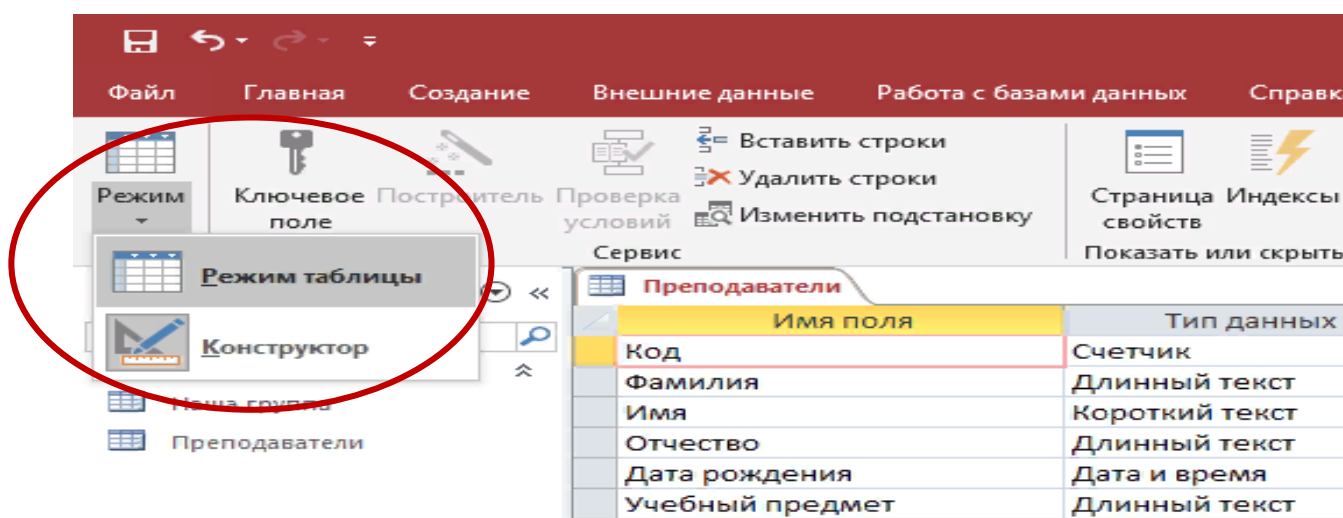 Файл Главная Создание Внешние данные Работа с базами данных Справк
Режим
Ключевое поле
Построитель
Проверка условий
Вставить строки
Удалить строки
Изменить подстановку
Страница свойств
Индексы
Сервис
Показать или скрыть
Режим таблицы
Конструктор
Наша группа
Преподаватели
Преподаватели
Имя поля Тип данных
Код Счетчик
Фамилия Длинный текст
Имя Короткий текст
Отчество Длинный текст
Дата рождения Дата и время
Учебный предмет Длинный текст